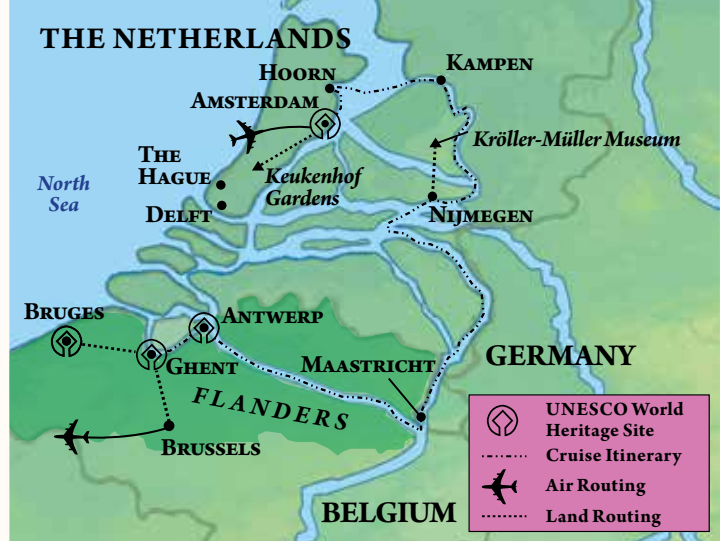 THE NETHERLANDS
HOORN
KAMPEN
AMSTERDAM
Kröller-Müller Museum
THE
HAGUE
Keukenhof
Gardens
North
Sea
DELFT
NIJMEGEN
BRUGES
ANTWERP
GHENT
MAASTRICHT
GERMANY
FLANDERS
BRUSSELS
BELGIUM
UNESCO World
Heritage Site
Cruise Itinerary
Air Routing
Land Routing